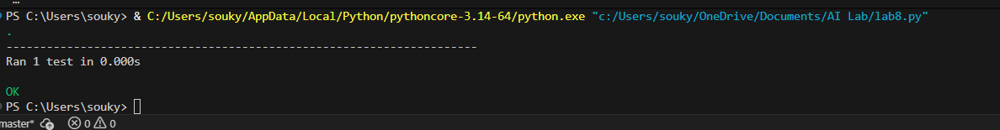 PS C:\Users\souky> & C:/Users/souky/AppData/Local/Python/pythoncore-3.14-64/python.exe "c:/Users/souky/OneDrive/Documents/AI Lab/lab8.py"
.
----------------------------------------------------------------------
Ran 1 test in 0.000s
OK
PS C:\Users\souky>
master* 0 0